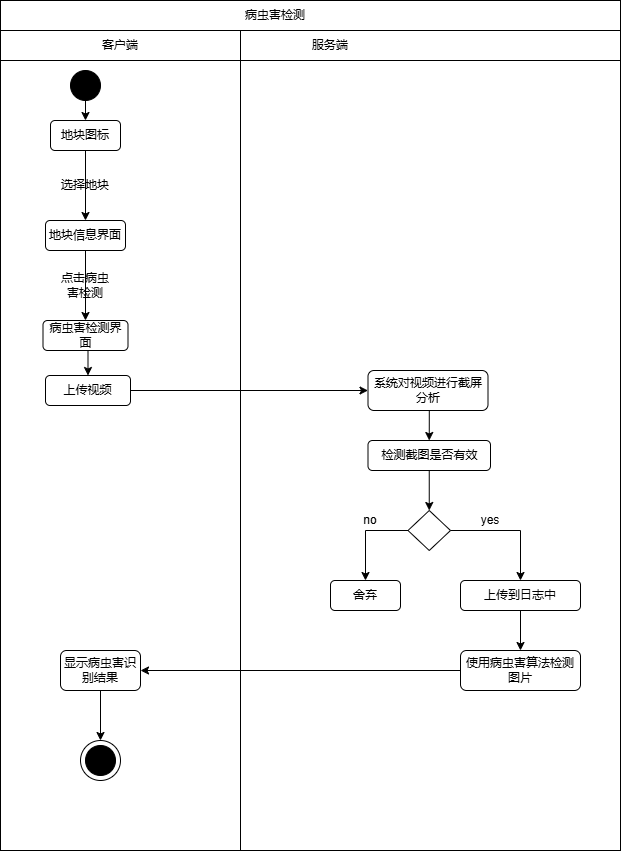 病虫害检测
客户端
服务端
地块图标
选择地块
地块信息界面
点击病虫
害检测
病虫害检测界
面
上传视频
系统对视频进行截屏
分析
检测截图是否有效
no
yes
舍弃
上传到日志中
显示病虫害识
别结果
使用病虫害算法检测
图片